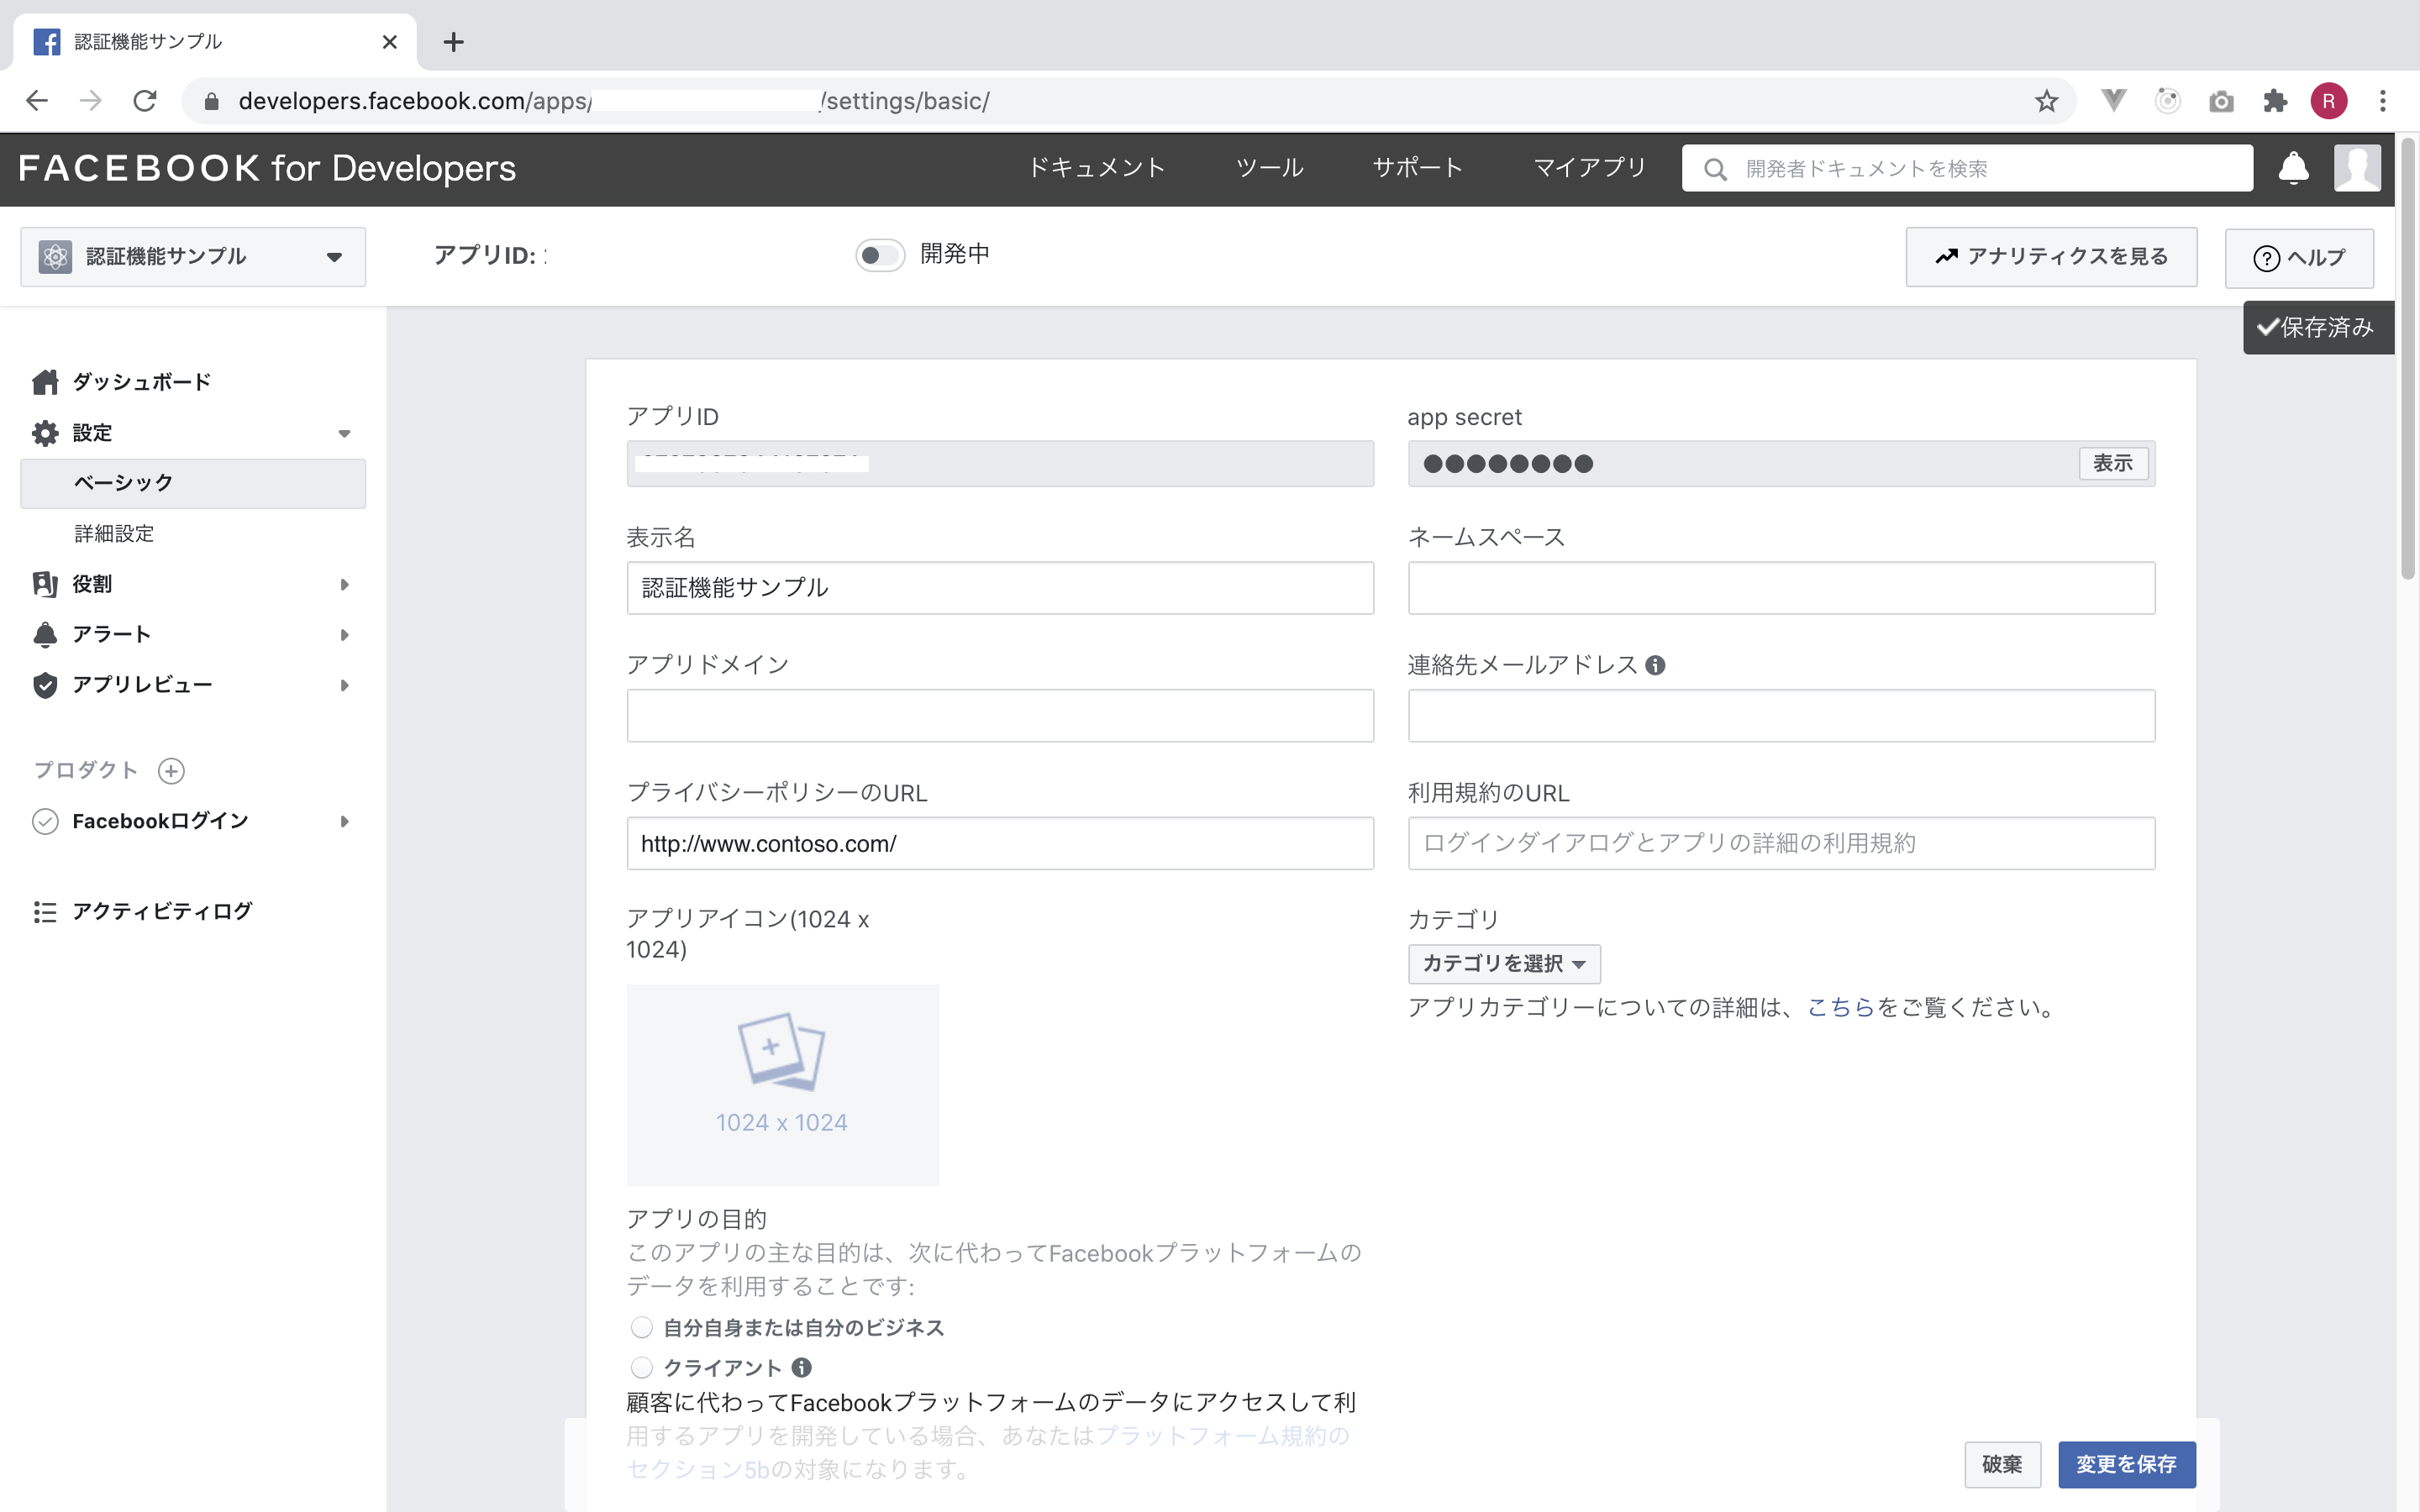 認証機能サンプル
developers.facebook.com/apps/ /settings/basic/
R
FACEBOOK for Developers
ドキュメント
ツール
サポート
マイアプリ
開発者ドキュメントを検索
認証機能サンプル
アプリID:
開発中
アナリティクスを見る
ヘルプ
保存済み
ダッシュボード
設定
ベーシック
詳細設定
役割
アラート
アプリレビュー
プロダクト
Facebookログイン
アクティビティログ
アプリID
app secret
●●●●●●●●
表示
表示名
認証機能サンプル
ネームスペース
アプリドメイン
連絡先メールアドレス
プライバシーポリシーのURL
http://www.contoso.com/
利用規約のURL
ログインダイアログとアプリの詳細の利用規約
アプリアイコン(1024 x
1024)
1024 x 1024
カテゴリ
カテゴリを選択
アプリカテゴリーについての詳細は、こちらをご覧ください。
アプリの目的
このアプリの主な目的は、次に代わってFacebookプラットフォームの
データを利用することです:
自分自身または自分のビジネス
クライアント
顧客に代わってFacebookプラットフォームのデータにアクセスして利
用するアプリを開発している場合、あなたはプラットフォーム規約の
セクション5bの対象になります。
破棄
変更を保存